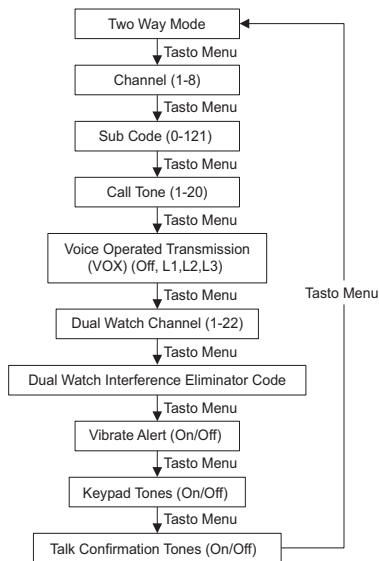 Two Way Mode
Tasto Menu
Channel (1-8)
Tasto Menu
Sub Code (0-121)
Tasto Menu
Call Tone (1-20)
Tasto Menu
Voice Operated Transmission
(VOX) (Off, L1,L2,L3)
Tasto Menu
Dual Watch Channel (1-22)
Tasto Menu
Dual Watch Interference Eliminator Code
Tasto Menu
Vibrate Alert (On/Off)
Tasto Menu
Keypad Tones (On/Off)
Tasto Menu
Talk Confirmation Tones (On/Off)
Tasto Menu